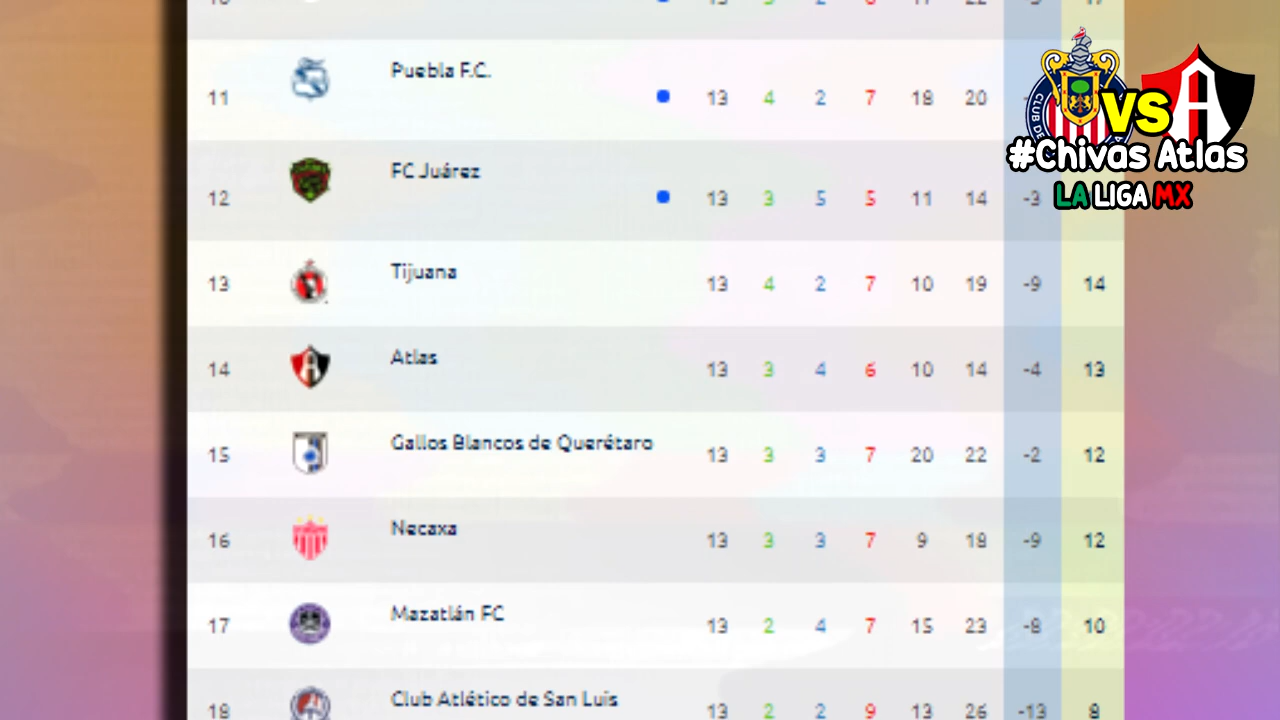 11 Puebla F.C. 13 4 2 7 18 20
12 FC Juárez 13 3 5 5 11 14 -3
13 Tijuana 13 4 2 7 10 19 -9 14
14 Atlas 13 3 4 6 10 14 -4 13
15 Gallos Blancos de Querétaro 13 3 3 7 20 22 -2 12
16 Necaxa 13 3 3 7 9 18 -9 12
17 Mazatlán FC 13 2 4 7 15 23 -8 10
18 Club Atlético de San Luis 13 2 2 9 13 26 -13 8
CLUB DE
VS
A
#Chivas Atlas
LA LIGA MX